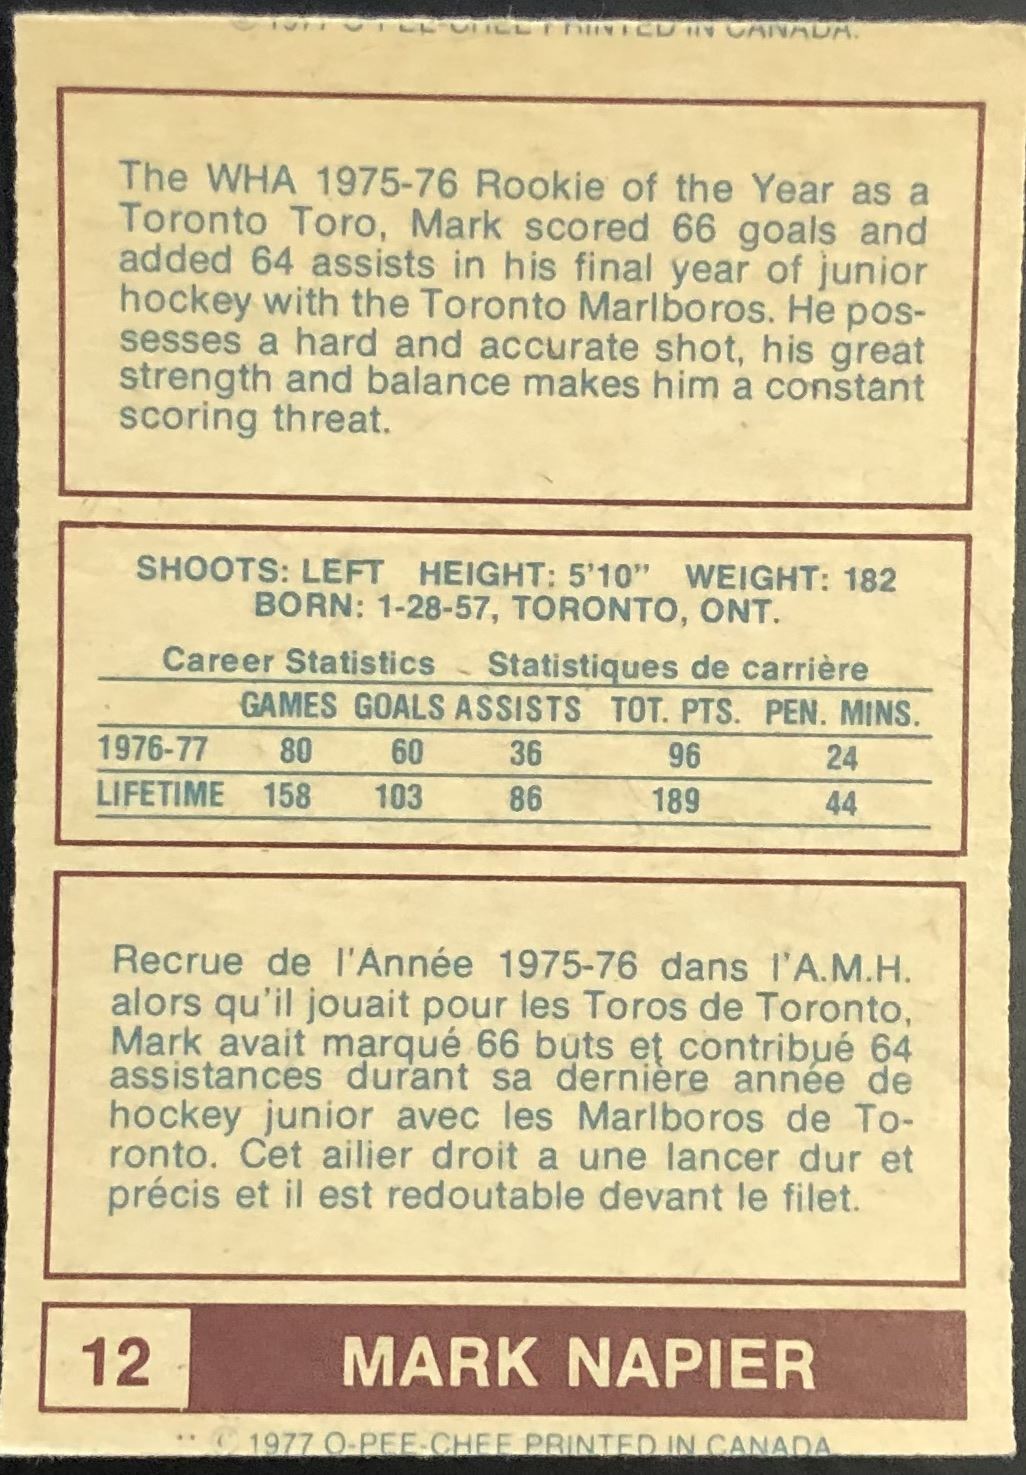 © 1977 O-PEE-CHEE PRINTED IN CANADA.
The WHA 1975-76 Rookie of the Year as a
Toronto Toro, Mark scored 66 goals and
added 64 assists in his final year of junior
hockey with the Toronto Marlboros. He pos-
sesses a hard and accurate shot, his great
strength and balance makes him a constant
scoring threat.
SHOOTS: LEFT HEIGHT: 5'10" WEIGHT: 182
BORN: 1-28-57, TORONTO, ONT.
Career Statistics - Statistiques de carrière
GAMES GOALS ASSISTS TOT. PTS. PEN. MINS.
1976-77 80 60 36 96 24
LIFETIME 158 103 86 189 44
Recrue de l'Année 1975-76 dans l'A.M.H.
alors qu'il jouait pour les Toros de Toronto,
Mark avait marqué 66 buts et contribué 64
assistances durant sa dernière année de
hockey junior avec les Marlboros de To-
ronto. Cet ailier droit a une lancer dur et
précis et il est redoutable devant le filet.
12 MARK NAPIER
© 1977 O-PEE-CHEE PRINTED IN CANADA